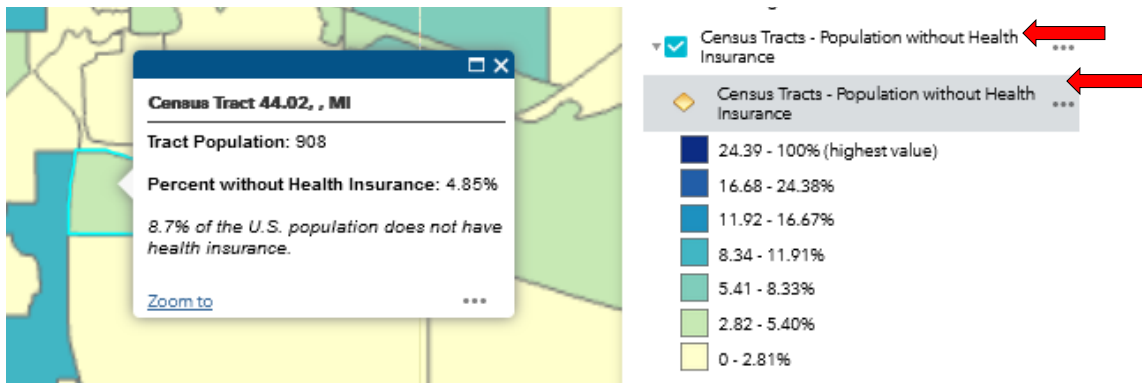 Census Tract 44.02, , MI
Tract Population: 908
Percent without Health Insurance: 4.85%
8.7% of the U.S. population does not have
health insurance.
Zoom to
Census Tracts - Population without Health
Insurance
Census Tracts - Population without Health
Insurance
24.39 - 100% (highest value)
16.68 - 24.38%
11.92 - 16.67%
8.34 - 11.91%
5.41 - 8.33%
2.82 - 5.40%
0 - 2.81%